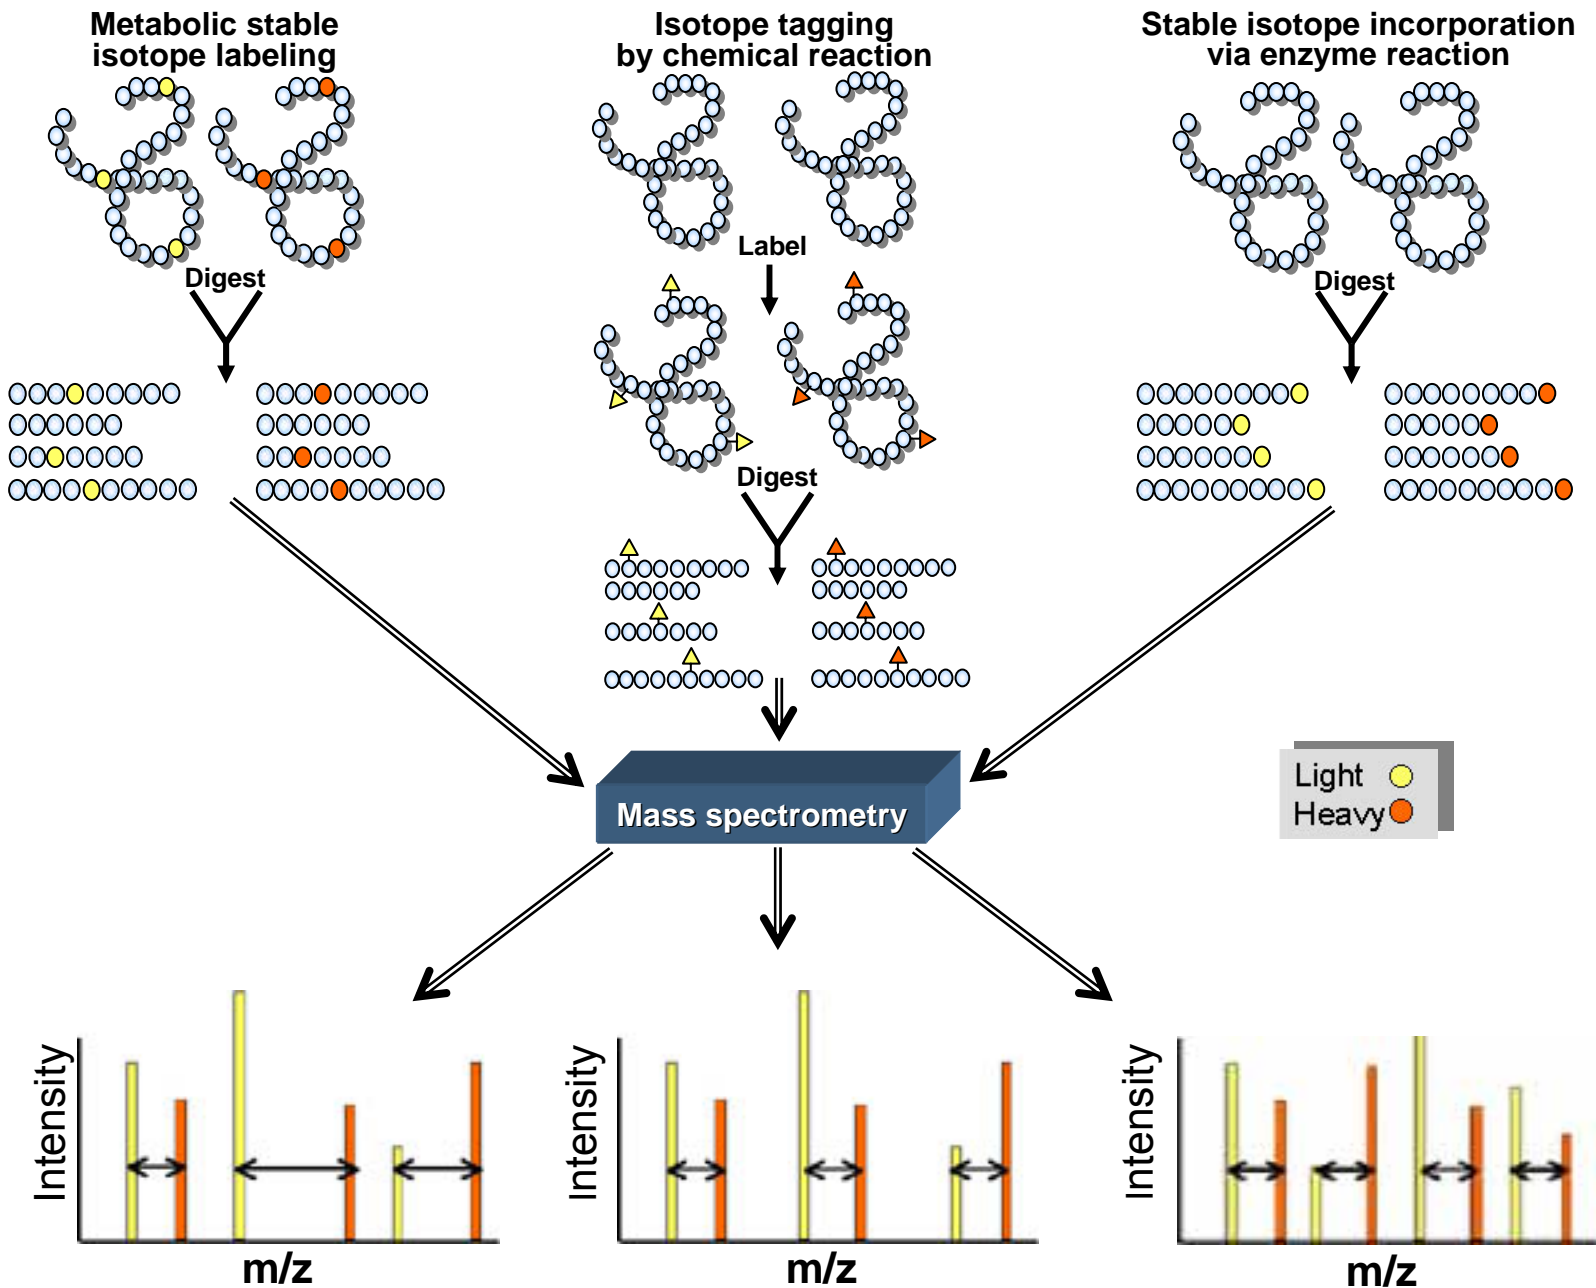 Metabolic stable
isotope labeling
Isotope tagging
by chemical reaction
Stable isotope incorporation
via enzyme reaction
Label
Digest
Digest
Digest
Mass spectrometry
Light
Heavy
Intensity
m/z
Intensity
m/z
Intensity
m/z